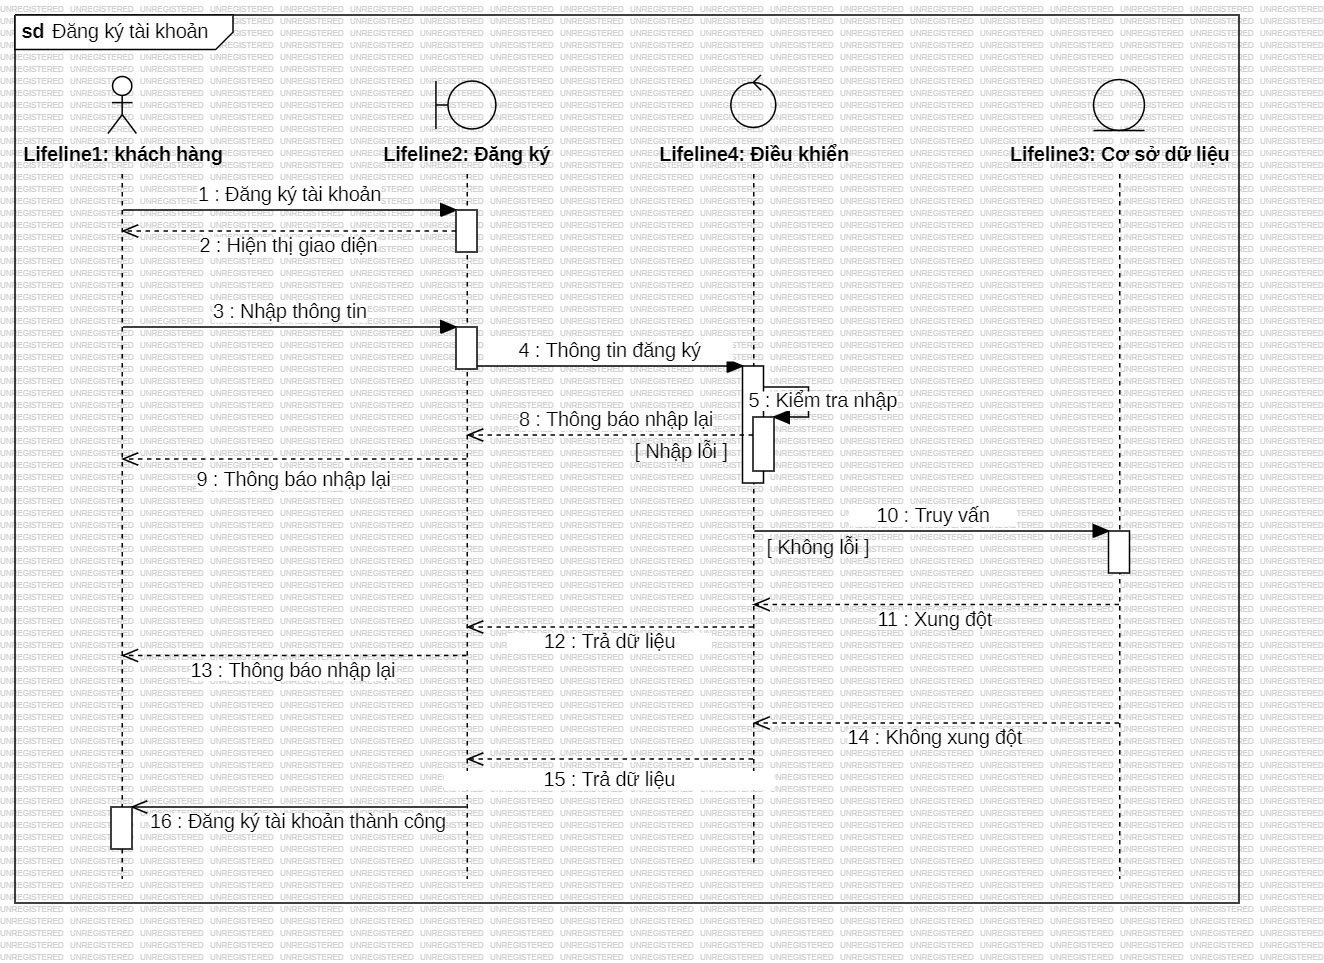 sd Đăng ký tài khoản
Lifeline1: khách hàng
Lifeline2: Đăng ký
Lifeline4: Điều khiển
Lifeline3: Cơ sở dữ liệu
1 : Đăng ký tài khoản
2 : Hiện thị giao diện
3 : Nhập thông tin
4 : Thông tin đăng ký
5 : Kiểm tra nhập
8 : Thông báo nhập lại
[ Nhập lỗi ]
9 : Thông báo nhập lại
10 : Truy vấn
[ Không lỗi ]
11 : Xung đột
12 : Trả dữ liệu
13 : Thông báo nhập lại
14 : Không xung đột
15 : Trả dữ liệu
16 : Đăng ký tài khoản thành công
UNREGISTERED